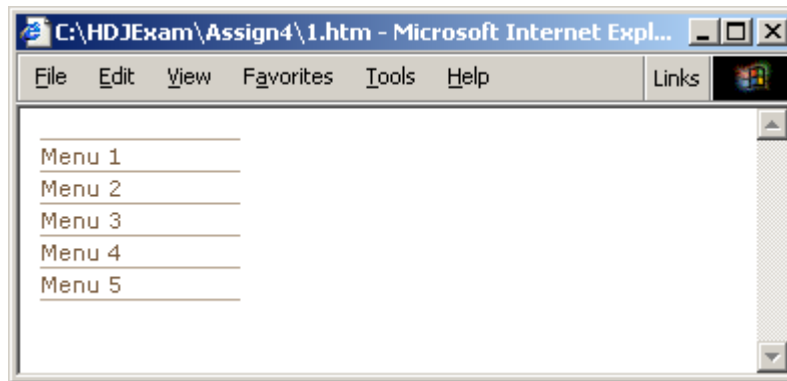 C:\HDJExam\Assign4\1.htm - Microsoft Internet Expl...
File Edit View Favorites Tools Help Links
Menu 1
Menu 2
Menu 3
Menu 4
Menu 5